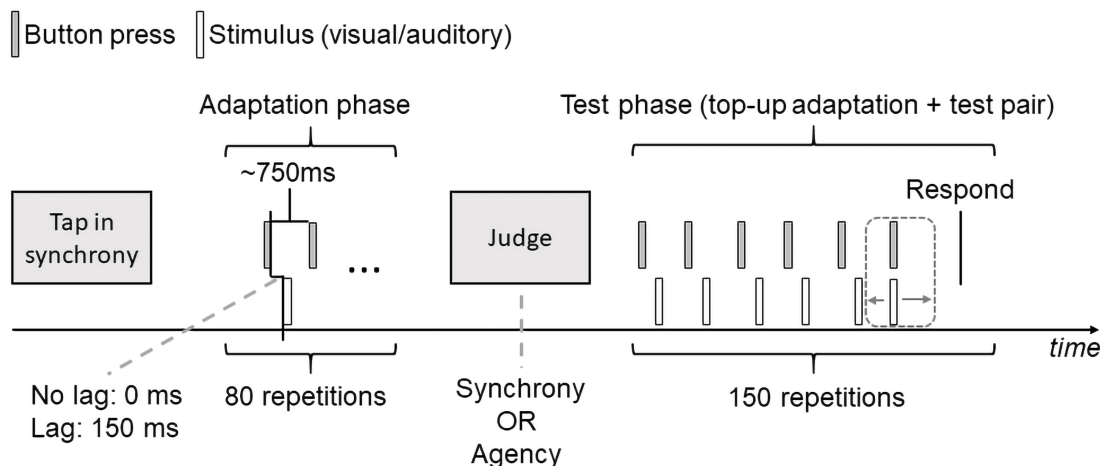 Button press
Stimulus (visual/auditory)
Adaptation phase
Test phase (top-up adaptation + test pair)
~750ms
Respond
Tap in
synchrony
...
Judge
time
No lag: 0 ms
Lag: 150 ms
80 repetitions
Synchrony
OR
Agency
150 repetitions